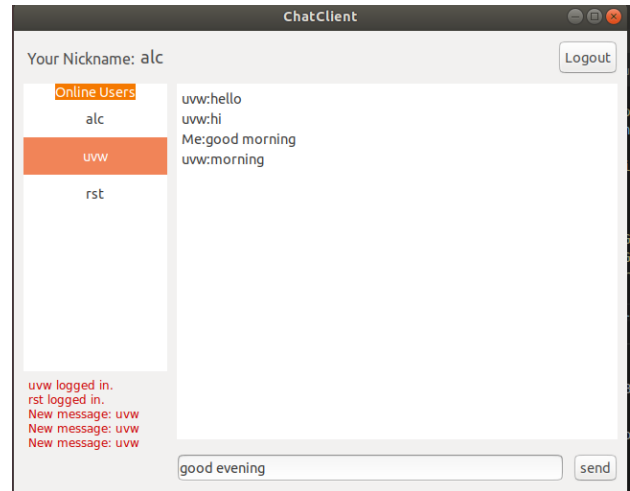 ChatClient
Your Nickname: alc
Logout
Online Users
alc
uvw
rst
uvw:hello
uvw:hi
Me:good morning
uvw:morning
uvw logged in.
rst logged in.
New message: uvw
New message: uvw
New message: uvw
good evening
send